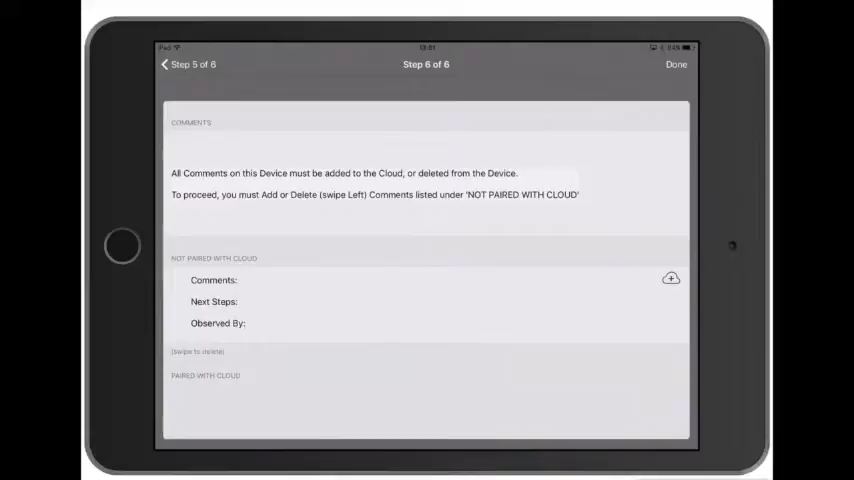 iPad 13:51 84%
Step 5 of 6 Step 6 of 6 Done
COMMENTS
All Comments on this Device must be added to the Cloud, or deleted from the Device.
To proceed, you must Add or Delete (swipe Left) Comments listed under 'NOT PAIRED WITH CLOUD'
NOT PAIRED WITH CLOUD
Comments:
Next Steps:
Observed By:
(swipe to delete)
PAIRED WITH CLOUD